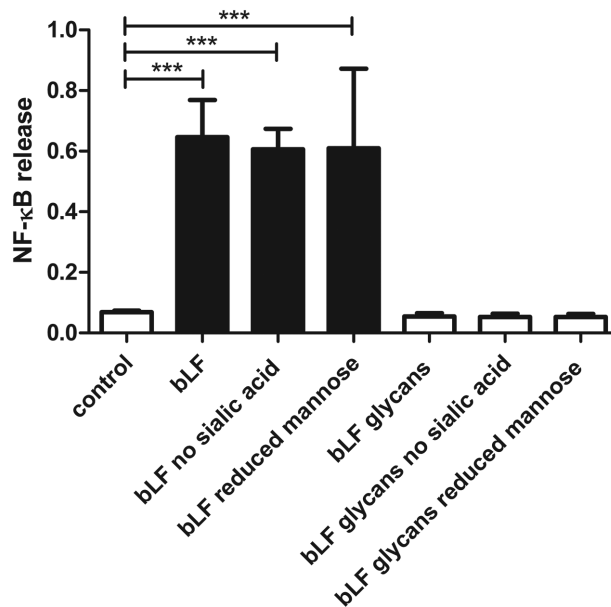 ***
***
***
1.0
0.8
0.6
0.4
0.2
0.0
NF-κB release
control
bLF
bLF no sialic acid
bLF reduced mannose
bLF glycans
bLF glycans no sialic acid
bLF glycans reduced mannose